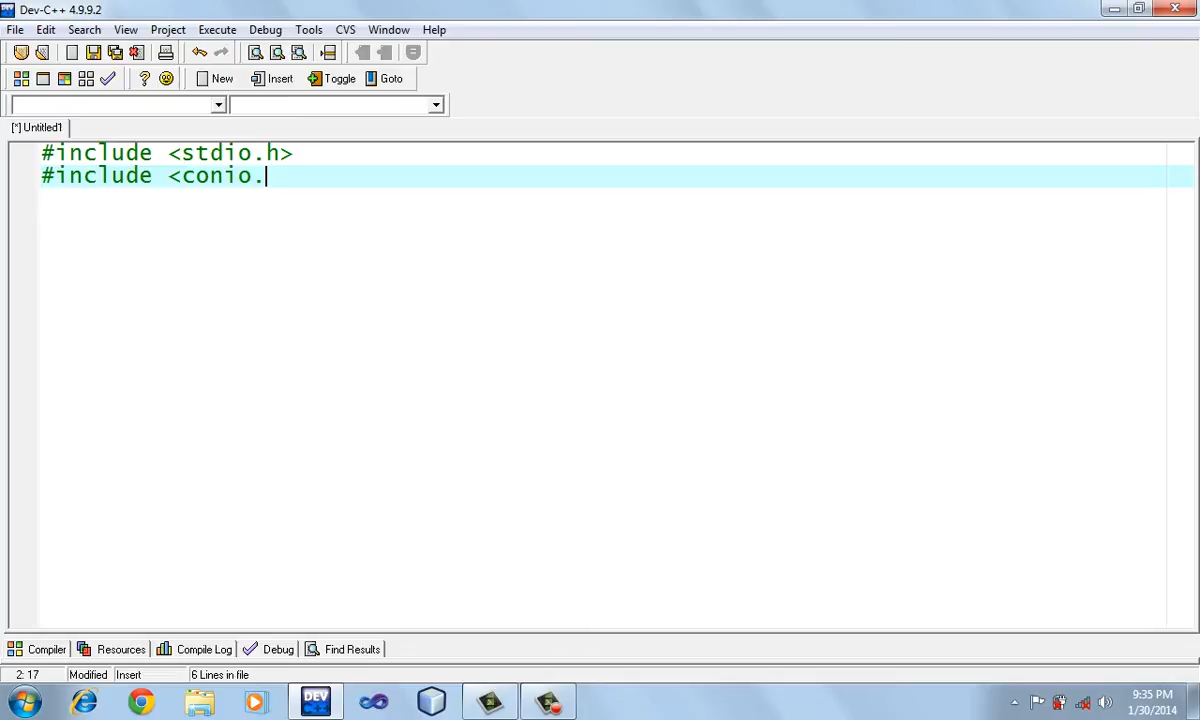 Dev-C++ 4.9.9.2
File Edit Search View Project Execute Debug Tools CVS Window Help
New Insert Toggle Goto
[*] Untitled1
#include <stdio.h>
#include <conio.
Compiler Resources Compile Log Debug Find Results
2: 17 Modified Insert 6 Lines in file
DEV C++ 9:35 PM
1/30/2014